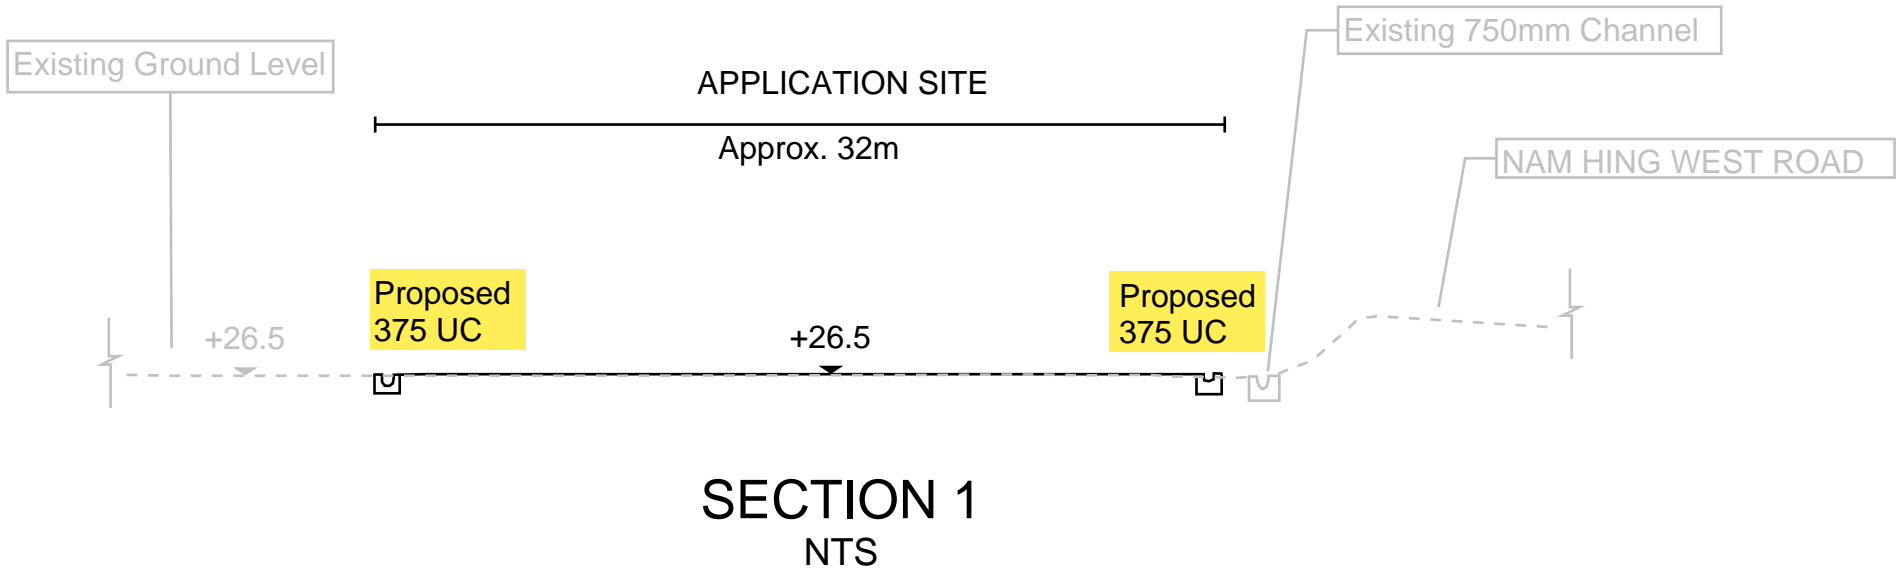 Existing 750mm Channel
Existing Ground Level
APPLICATION SITE
Approx. 32m
NAM HING WEST ROAD
Proposed
375 UC
Proposed
375 UC
+26.5
+26.5
SECTION 1
NTS